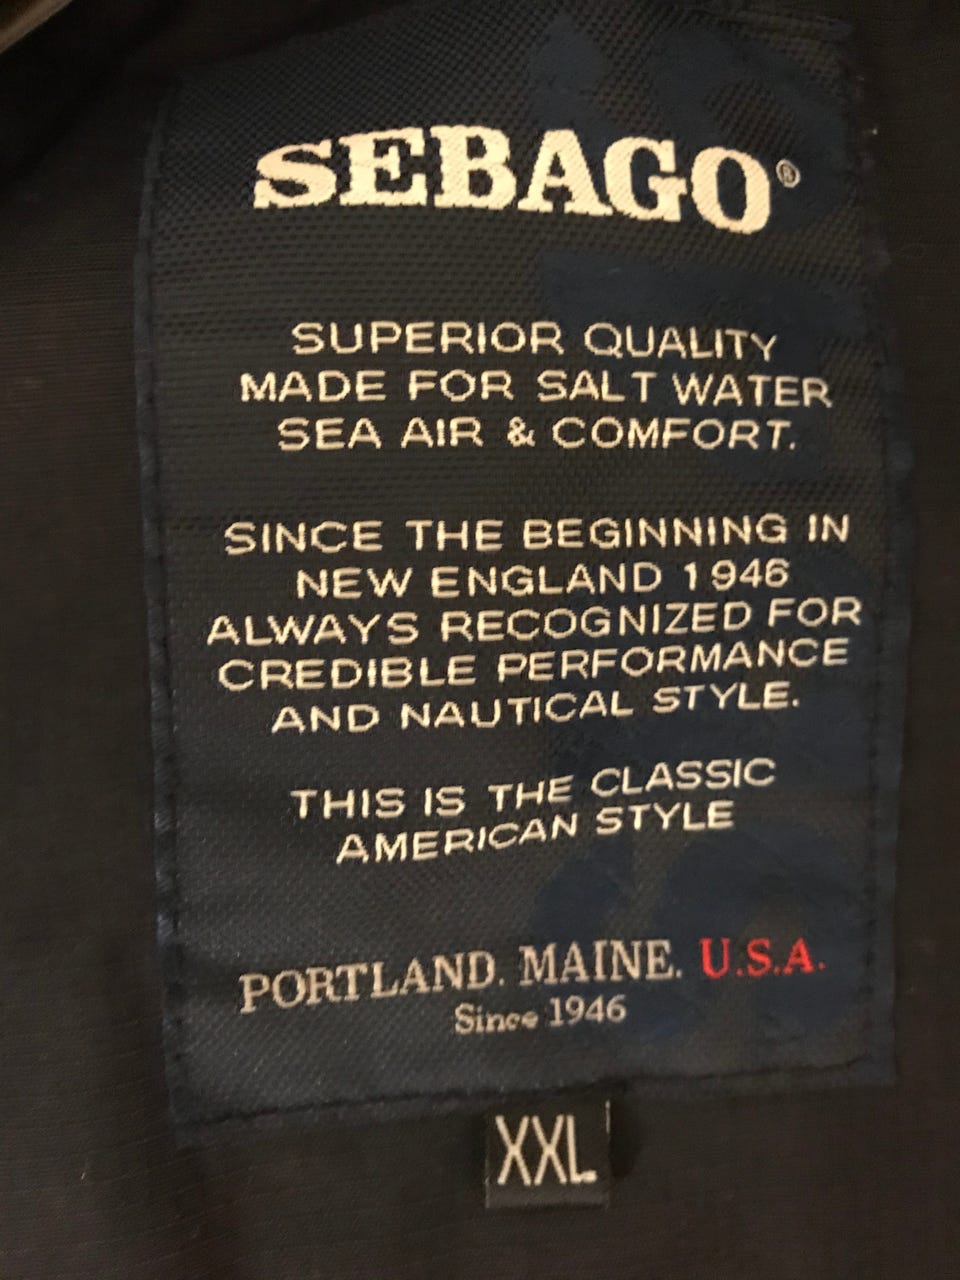 SEBAGO®
SUPERIOR QUALITY
MADE FOR SALT WATER
SEA AIR & COMFORT.
SINCE THE BEGINNING IN
NEW ENGLAND 1946
ALWAYS RECOGNIZED FOR
CREDIBLE PERFORMANCE
AND NAUTICAL STYLE.
THIS IS THE CLASSIC
AMERICAN STYLE
PORTLAND. MAINE. U.S.A.
Since 1946
XXL